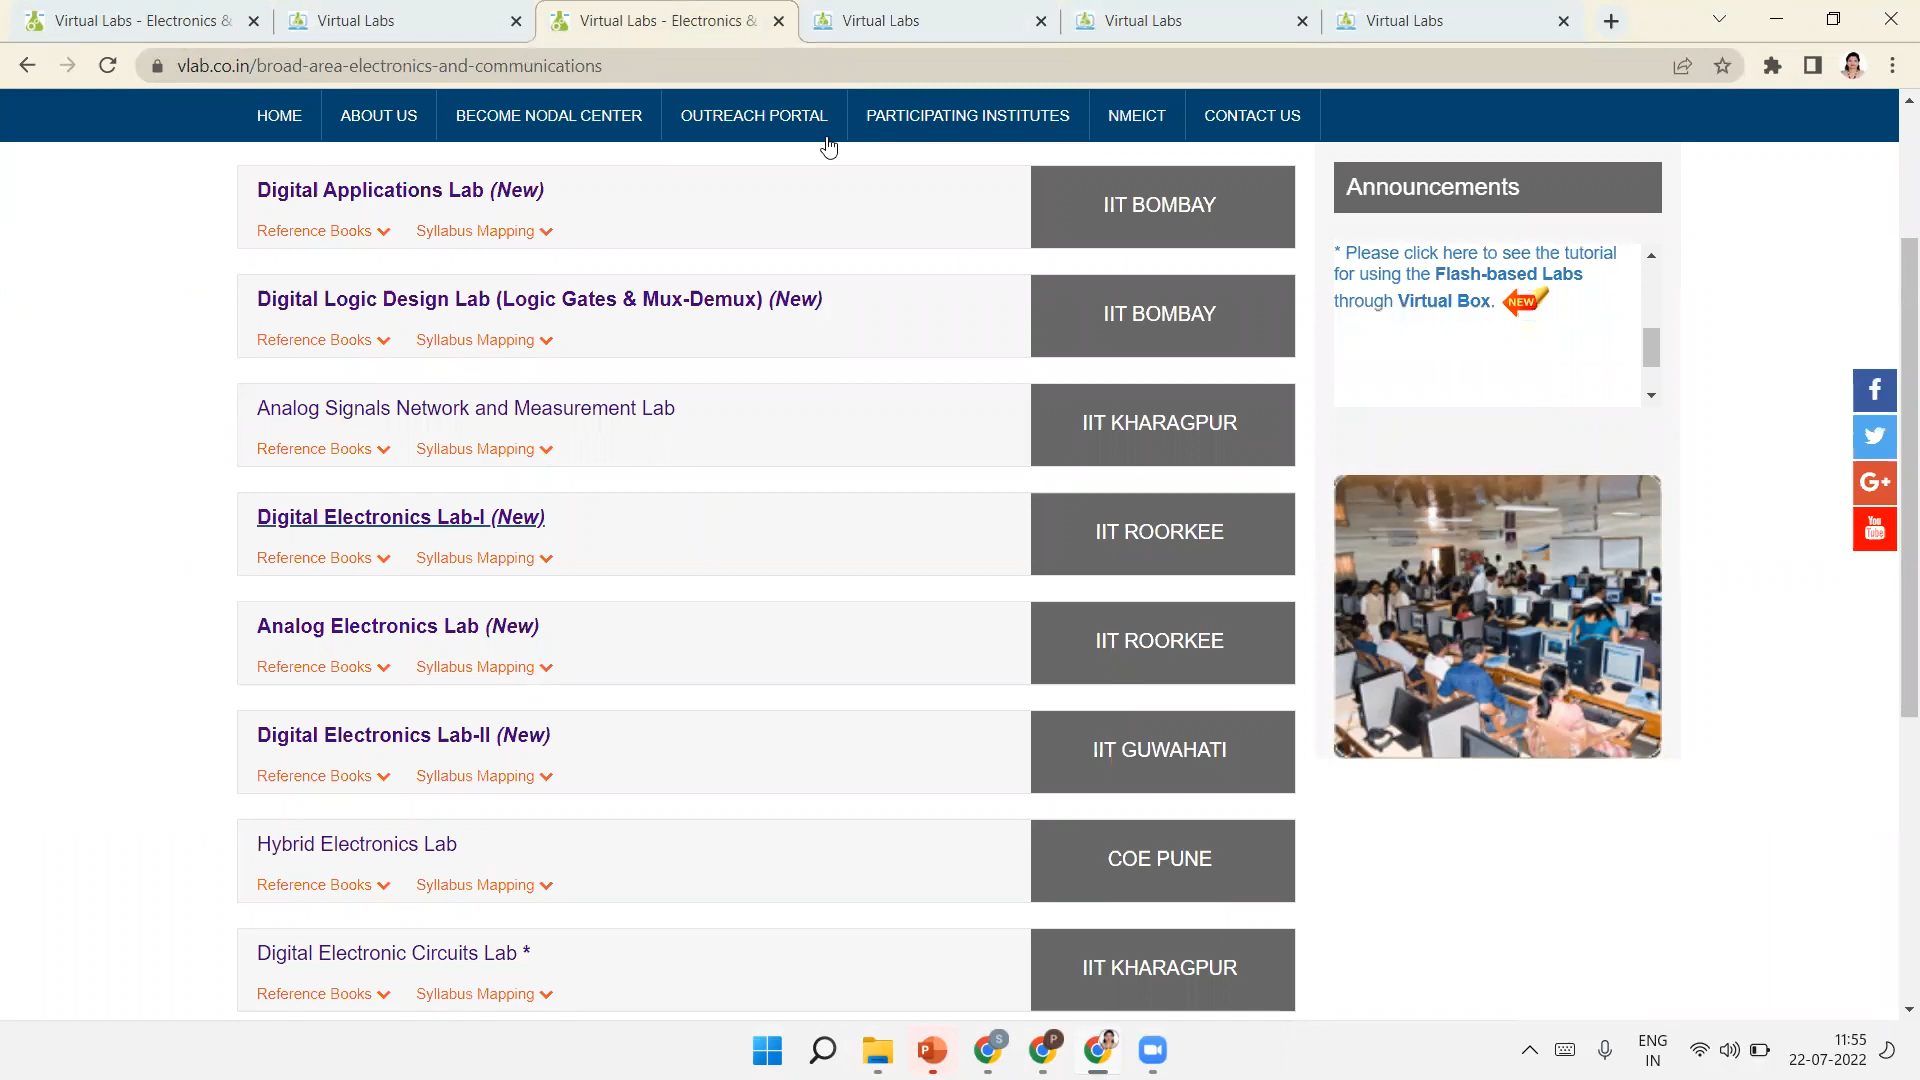 Virtual Labs - Electronics &
Virtual Labs
Virtual Labs - Electronics &
Virtual Labs
Virtual Labs
Virtual Labs
vlab.co.in/broad-area-electronics-and-communications
HOME
ABOUT US
BECOME NODAL CENTER
OUTREACH PORTAL
PARTICIPATING INSTITUTES
NMEICT
CONTACT US
Digital Applications Lab (New)
Reference Books
Syllabus Mapping
IIT BOMBAY
Digital Logic Design Lab (Logic Gates & Mux-Demux) (New)
Reference Books
Syllabus Mapping
IIT BOMBAY
Analog Signals Network and Measurement Lab
Reference Books
Syllabus Mapping
IIT KHARAGPUR
Digital Electronics Lab-I (New)
Reference Books
Syllabus Mapping
IIT ROORKEE
Analog Electronics Lab (New)
Reference Books
Syllabus Mapping
IIT ROORKEE
Digital Electronics Lab-II (New)
Reference Books
Syllabus Mapping
IIT GUWAHATI
Hybrid Electronics Lab
Reference Books
Syllabus Mapping
COE PUNE
Digital Electronic Circuits Lab *
Reference Books
Syllabus Mapping
IIT KHARAGPUR
Announcements
* Please click here to see the tutorial
for using the Flash-based Labs
through Virtual Box. NEW
f
G+
You
Tube
S
P
P
ENG
IN
11:55
22-07-2022